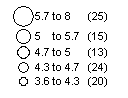 5.7 to 8 (25)
5 to 5.7 (15)
4.7 to 5 (13)
4.3 to 4.7 (24)
3.6 to 4.3 (20)